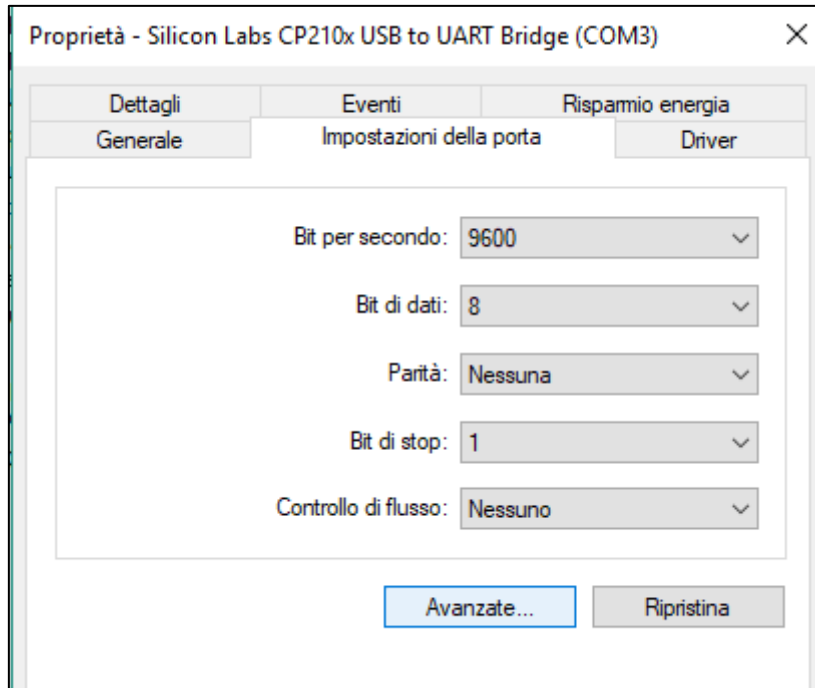 Proprietà - Silicon Labs CP210x USB to UART Bridge (COM3)
Dettagli Eventi Risparmio energia
Generale Impostazioni della porta Driver
Bit per secondo: 9600
Bit di dati: 8
Parità: Nessuna
Bit di stop: 1
Controllo di flusso: Nessuno
Avanzate... Ripristina